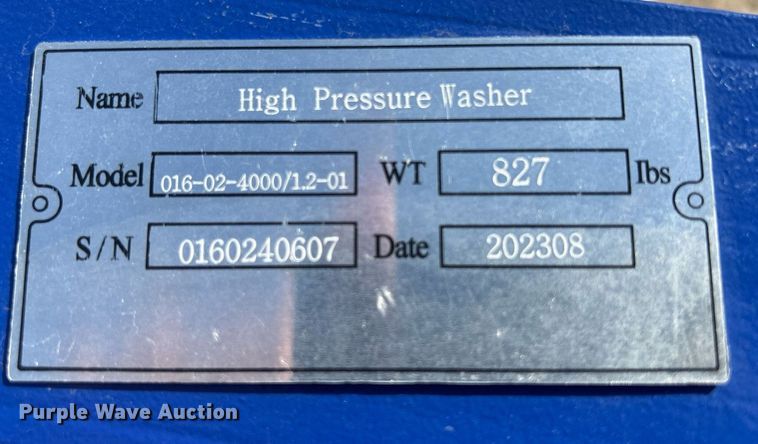 Name High Pressure Washer
Model 016-02-4000/1.2-01 WT 827 lbs
S/N 0160240607 Date 202308
Purple Wave Auction